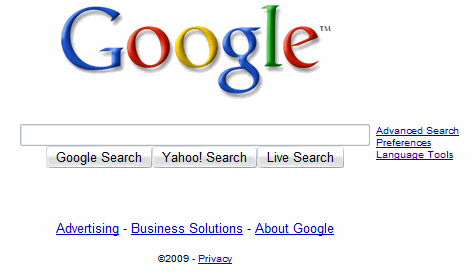 Google™
Advanced Search
Preferences
Language Tools
Google Search Yahoo! Search Live Search
Advertising - Business Solutions - About Google
©2009 - Privacy